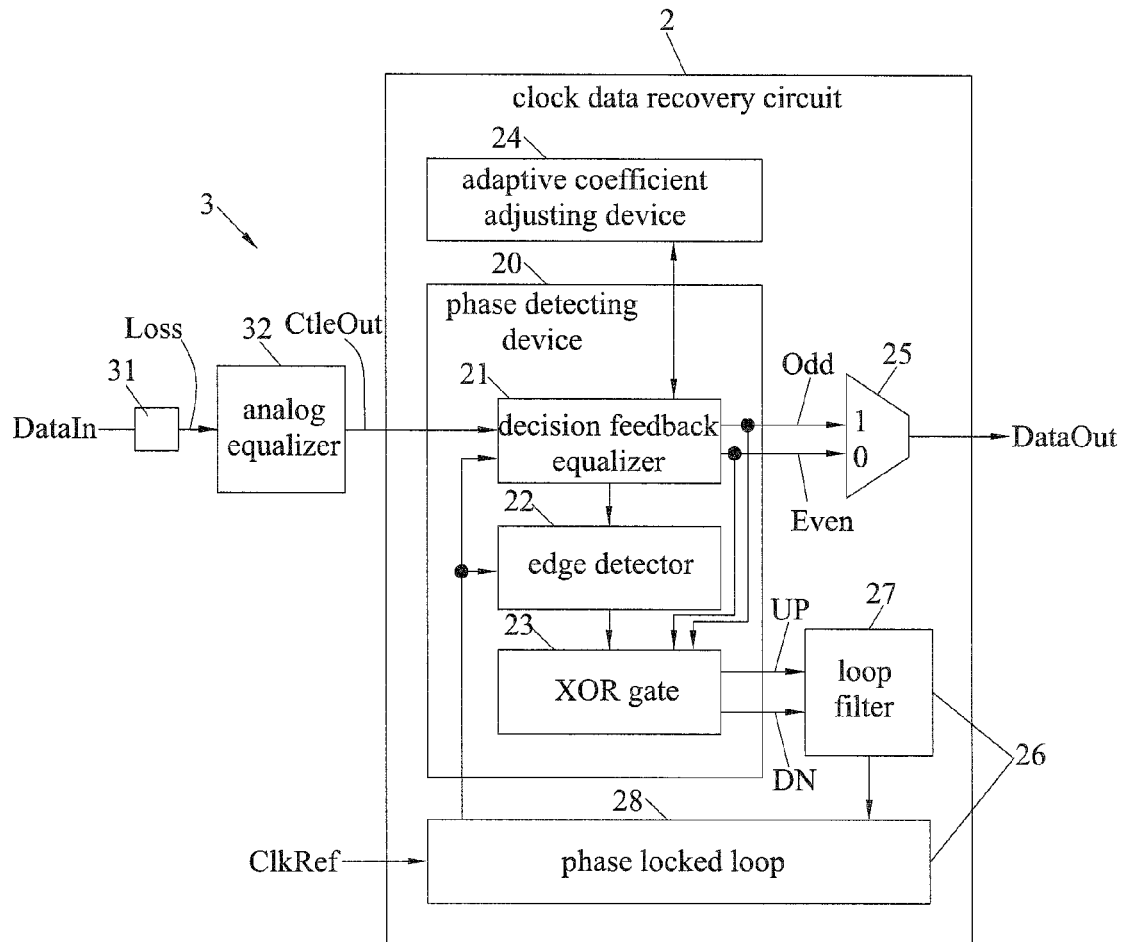 2
clock data recovery circuit
24
adaptive coefficient
adjusting device
3
20
phase detecting
device
Loss
32
CtleOut
31
DataIn
analog
equalizer
21
decision feedback
equalizer
Odd
25
1
0
DataOut
Even
22
edge detector
23
XOR gate
UP
27
loop
filter
DN
26
28
ClkRef
phase locked loop